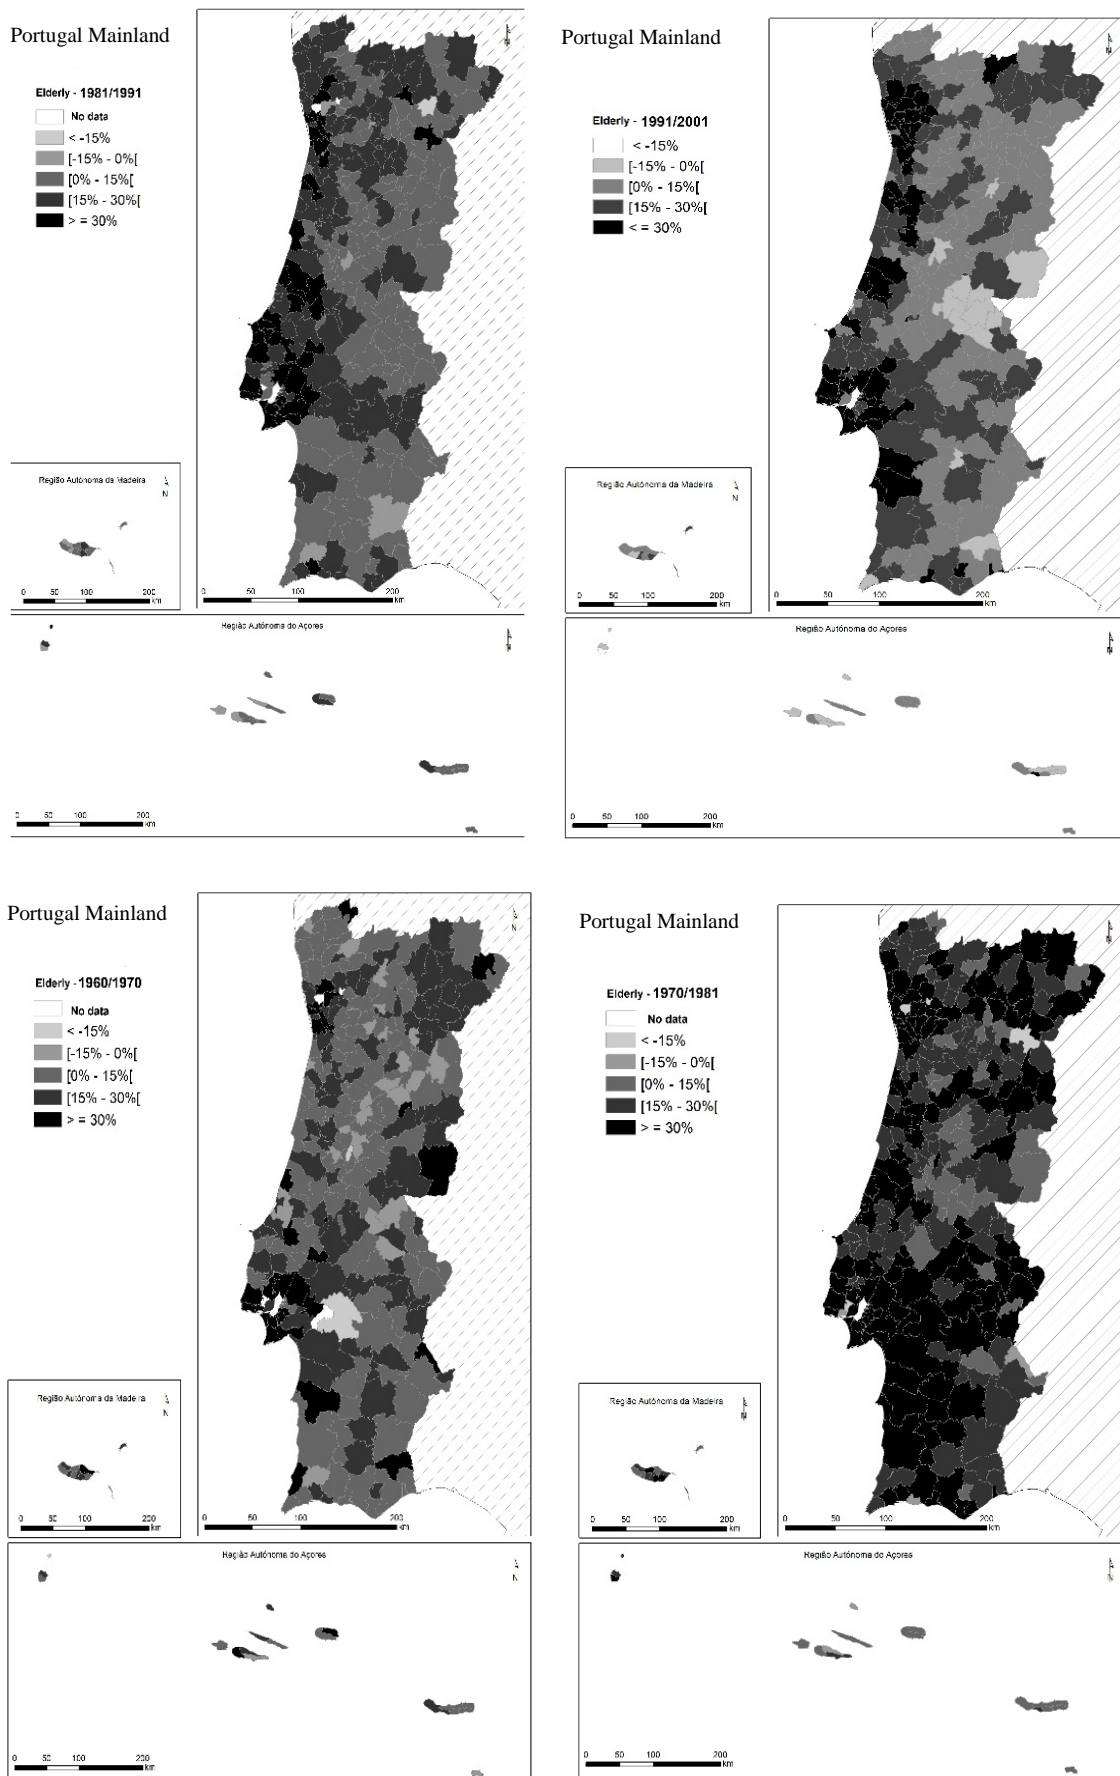 Portugal Mainland
Elderly - 1981/1991
No data
< -15%
[-15% - 0%[
[0% - 15%[
[15% - 30%[
> = 30%
N
0 50 100 200
km
Região Autónoma da Madeira
N
0 50 100 200
km
Região Autónoma do Açores
N
0 50 100 200
km
Portugal Mainland
Elderly - 1991/2001
< -15%
[-15% - 0%[
[0% - 15%[
[15% - 30%[
< = 30%
N
0 50 100 200
km
Região Autónoma da Madeira
N
0 50 100 200
km
Região Autónoma do Açores
N
0 50 100 200
km
Portugal Mainland
Elderly - 1960/1970
No data
< -15%
[-15% - 0%[
[0% - 15%[
[15% - 30%[
> = 30%
N
0 50 100 200
km
Região Autónoma da Madeira
N
0 50 100 200
km
Região Autónoma do Açores
N
0 50 100 200
km
Portugal Mainland
Elderly - 1970/1981
No data
< -15%
[-15% - 0%[
[0% - 15%[
[15% - 30%[
> = 30%
N
0 50 100 200
km
Região Autónoma da Madeira
N
0 50 100 200
km
Região Autónoma do Açores
N
0 50 100 200
km